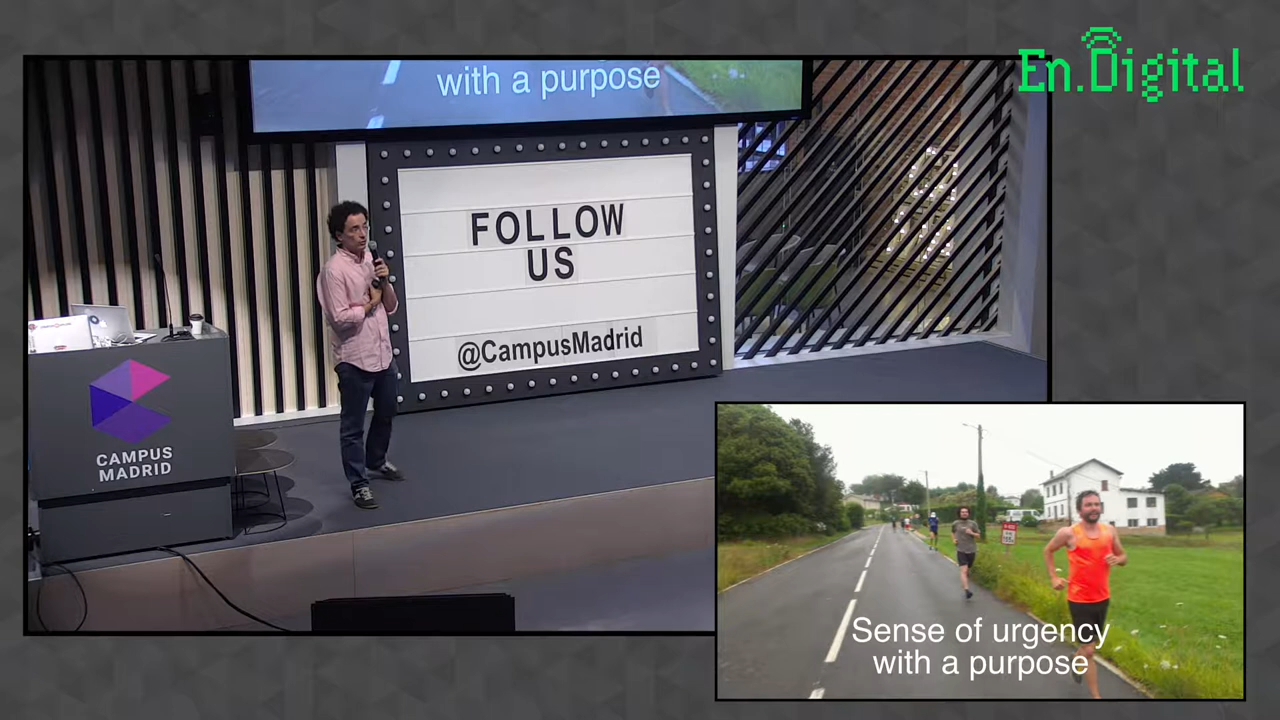 En.Digital
with a purpose
FOLLOW
US
@CampusMadrid
CAMPUS
MADRID
Sense of urgency
with a purpose